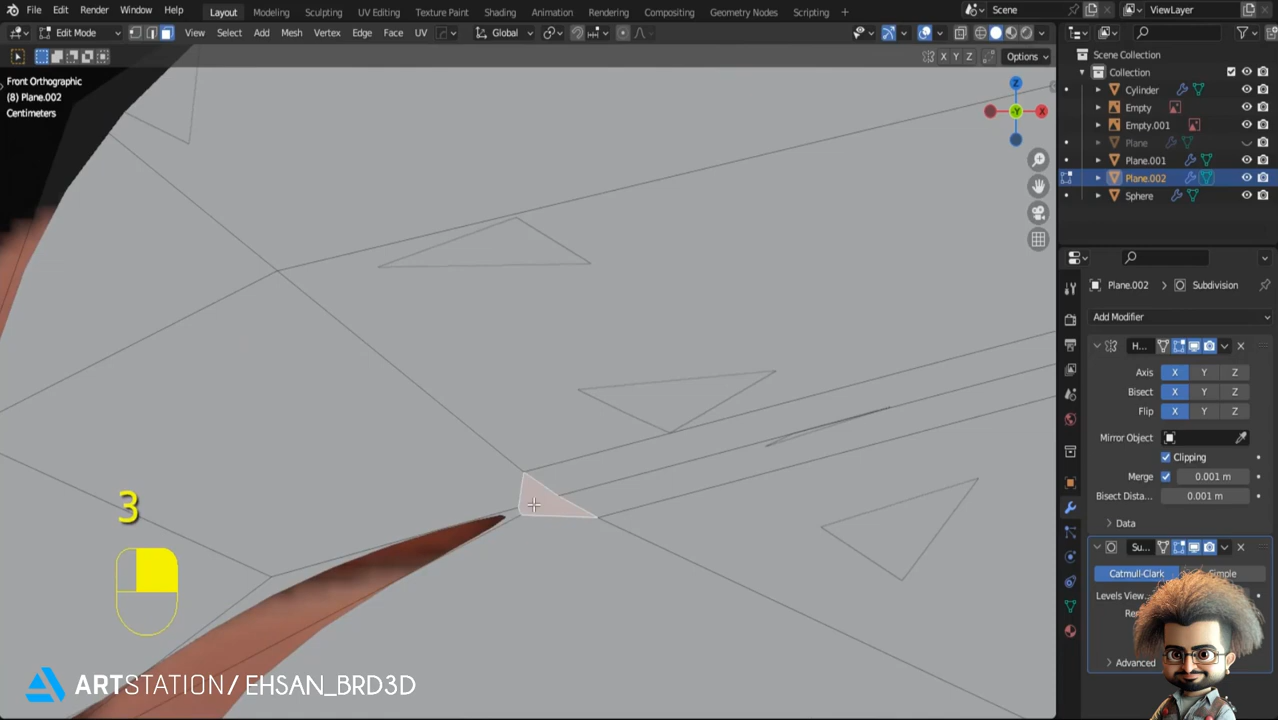 File Edit Render Window Help
Layout Modeling Sculpting UV Editing Texture Paint Shading Animation Rendering Compositing Geometry Nodes Scripting +
Scene
ViewLayer
Edit Mode View Select Add Mesh Vertex Edge Face UV
Global
X Y Z Options
Front Orthographic
(8) Plane.002
Centimeters
Z
-Y
X
Scene Collection
Collection
Cylinder
Empty
Empty.001
Plane
Plane.001
Plane.002
Sphere
Plane.002 > Subdivision
Add Modifier
H...
Axis X Y Z
Bisect X Y Z
Flip X Y Z
Mirror Object
Clipping
Merge 0.001 m
Bisect Dista... 0.001 m
Data
Su...
Catmull-Clark Simple
Levels View...
Advanced
3
ARTSTATION/ EHSAN_BRD3D